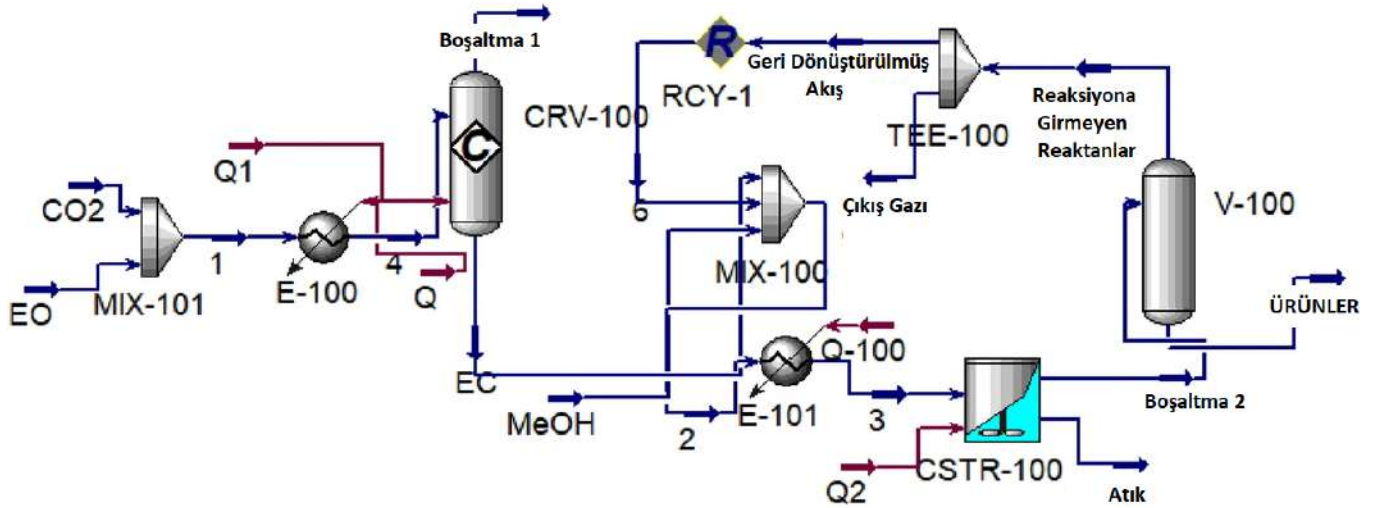 Boşaltma 1
R
Geri Dönüştürülmüş
Akış
RCY-1
CRV-100
TEE-100
Reaksiyona
Girmeyen
Reaktanlar
Q1
C
CO2
6
Çıkış Gazı
V-100
1
4
Q
MIX-100
EO
MIX-101
E-100
ÜRÜNLER
Q-100
EC
MeOH
2
E-101
3
Boşaltma 2
Q2
CSTR-100
Atık